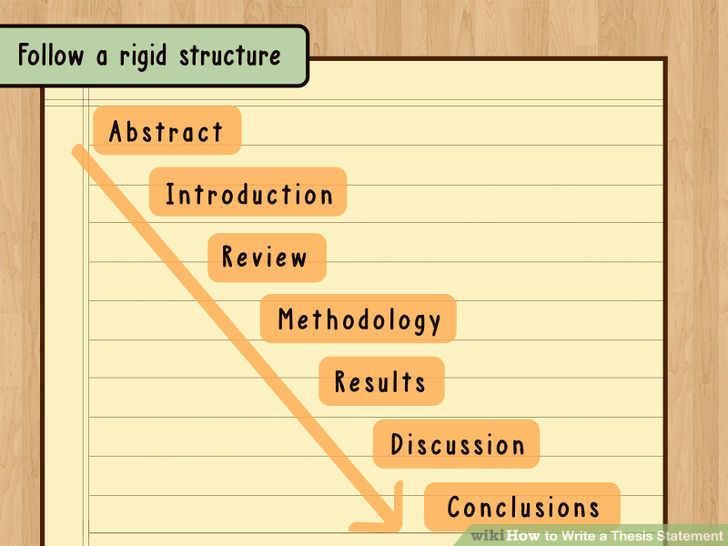 Follow a rigid structure
Abstract
Introduction
Review
Methodology
Results
Discussion
Conclusions
wikiHow to Write a Thesis Statement